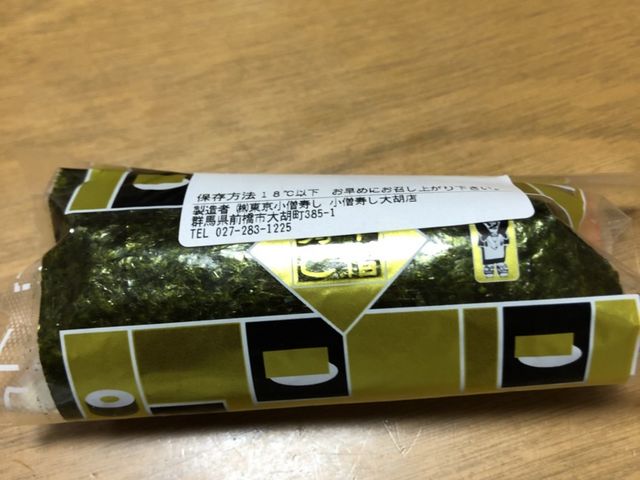 保存方法 18℃以下 お早めにお召し上がり下さい。
製造者 ㈱東京小僧寿し 小僧寿し大胡店
群馬県前橋市大胡町385-1
TEL 027-283-1225